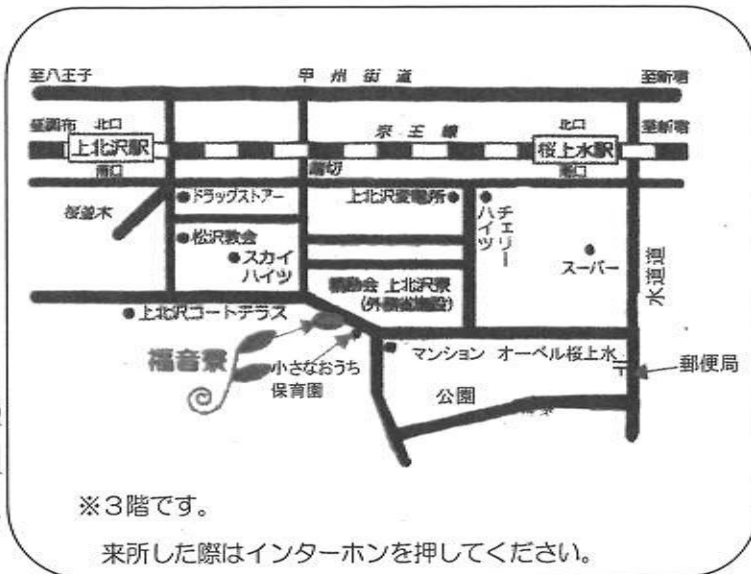 至八王子 甲州街道 至新宿
至調布 北口 京王線 北口 至新宿
上北沢駅 桜上水駅
南口 踏切 南口
桜並木 ドラッグストアー 上北沢変電所
チェリー
ハイツ
松沢教会
スカイ
ハイツ
スーパー
水道道
上北沢寮
(外務省施設)
上北沢コートテラス
福音寮
小さなおうち
保育園
マンション オーベル桜上水
〒
郵便局
公園
※3階です。
来所した際はインターホンを押してください。